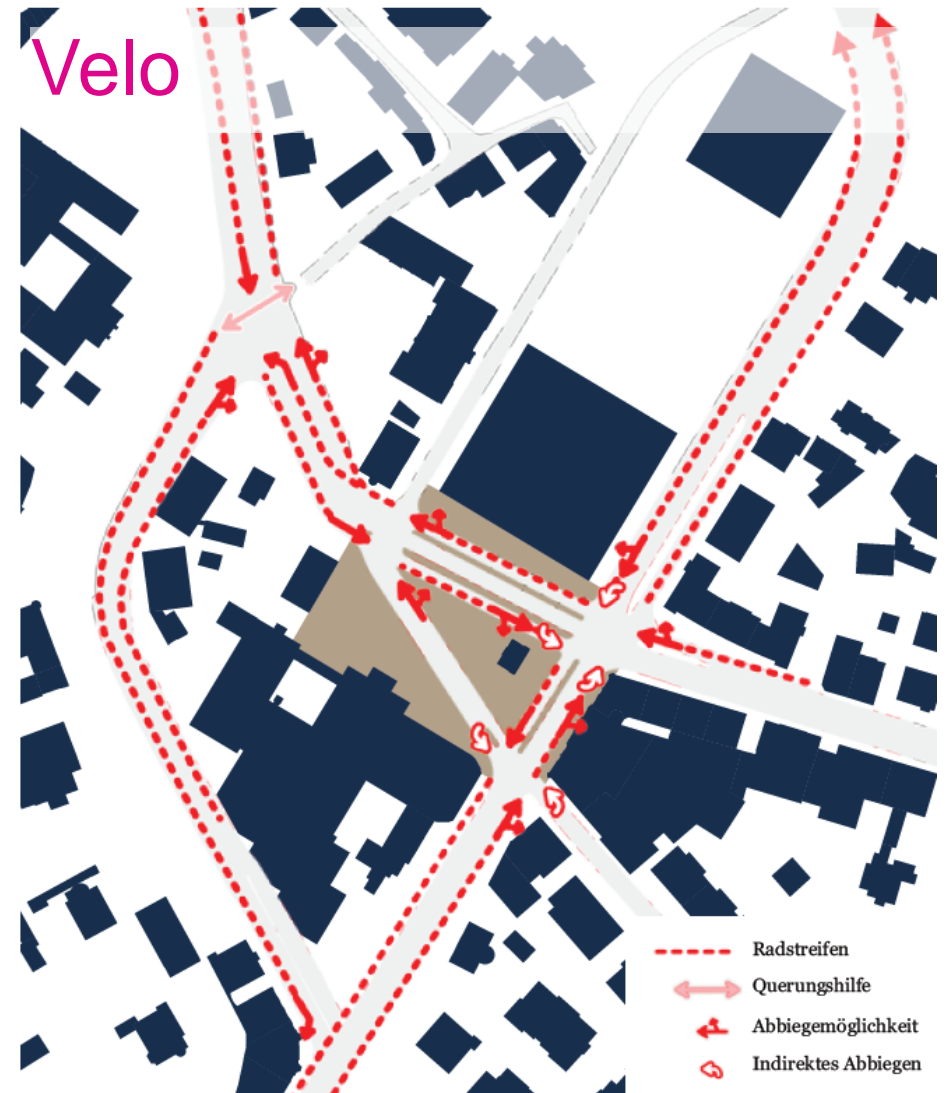 Velo
Radstreifen
Querungshilfe
Abbiegemöglichkeit
Indirektes Abbiegen